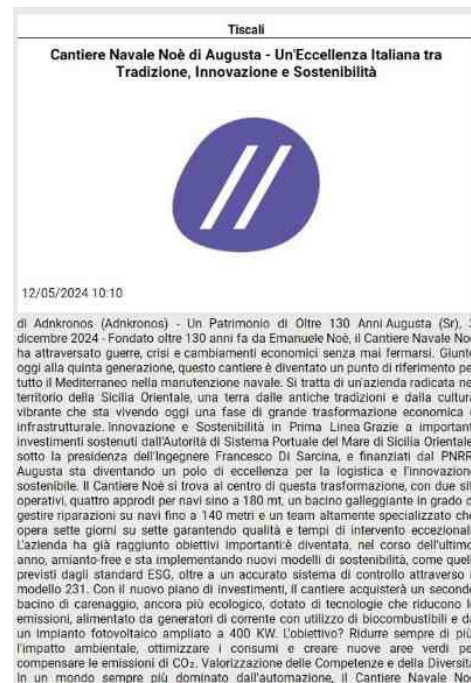 Tiscali
Cantiere Navale Noè di Augusta - Un'Eccellenza Italiana tra
Tradizione, Innovazione e Sostenibilità
12/05/2024 10:10
di Adnkronos (Adnkronos) - Un Patrimonio di Oltre 130 Anni Augusta (Sr),
dicembre 2024 - Fondato oltre 130 anni fa da Emanuele Noè, il Cantiere Navale
ha attraversato guerre, crisi e cambiamenti economici senza mai fermarsi.
oggi alla quinta generazione, questo cantiere è diventato un punto di riferimento
tutto il Mediterraneo nella manutenzione navale. Si tratta di un'azienda radicata
territorio della Sicilia Orientale, una terra dalle antiche tradizioni e dalla cultura
vibrante che sta vivendo oggi una fase di grande trasformazione economica
infrastrutturale. Innovazione e Sostenibilità in Prima Linea Grazie a
investimenti sostenuti dall'Autorità di Sistema Portuale del Mare di Sicilia
sotto la presidenza dell'Ingegnere Francesco Di Sarcina, e finanziati dal
Augusta sta diventando un polo di eccellenza per la logistica e l'innovazione
sostenibile. Il Cantiere Noè si trova al centro di questa trasformazione, con due
operativi, quattro approdi per navi sino a 180 mt, un bacino galleggiante in grado
gestire riparazioni su navi fino a 140 metri e un team altamente specializzato che
opera sette giorni su sette garantendo qualità e tempi di intervento
L'azienda ha già raggiunto obiettivi importanti:è diventata, nel corso dell'ultimo
anno, amianto-free e sta implementando nuovi modelli di sostenibilità, come
previsti dagli standard ESG, oltre a un accurato sistema di controllo attraverso
modello 231. Con il nuovo piano di investimenti, il cantiere acquisterà un secondo
bacino di carenaggio, ancora più ecologico, dotato di tecnologie che riducono
emissioni, alimentato da generatori di corrente con utilizzo di biocombustibili e
un impianto fotovoltaico ampliato a 400 KW. L'obiettivo? Ridurre sempre di più
l'impatto ambientale, ottimizzare i consumi e creare nuove aree verdi
compensare le emissioni di CO₂. Valorizzazione delle Competenze e della
In un mondo sempre più dominato dall'automazione, il Cantiere Navale